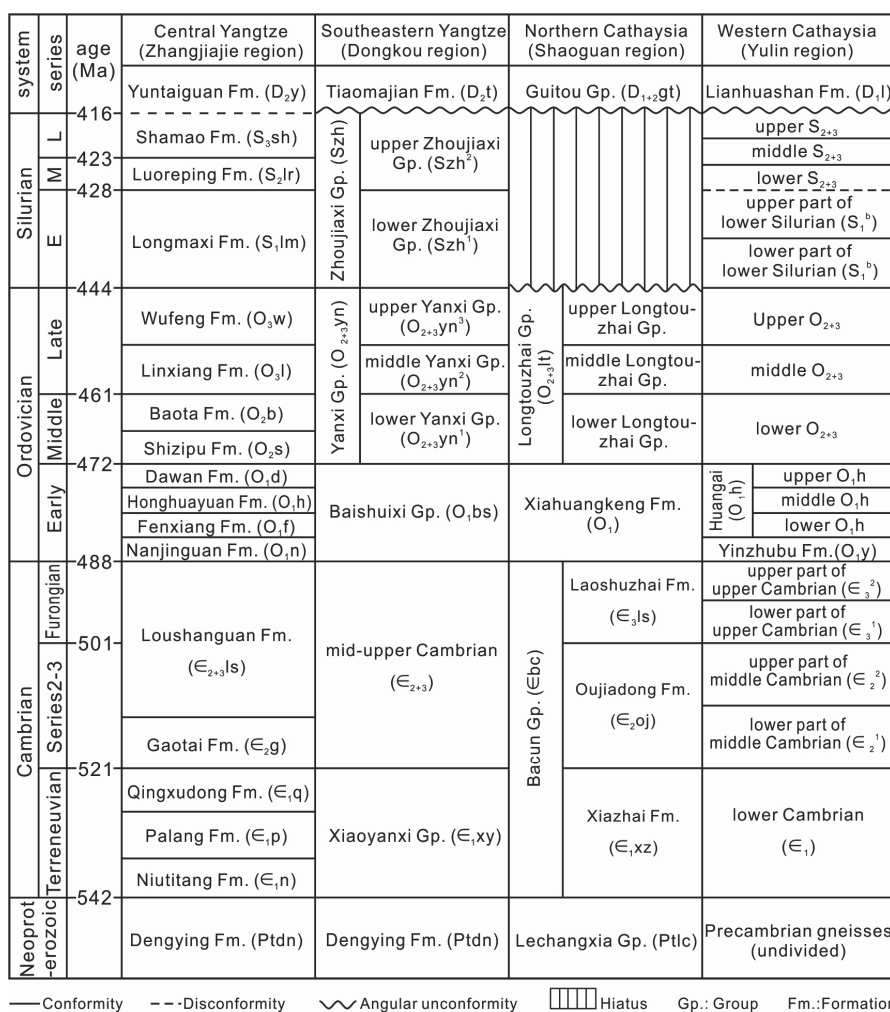 system
series
age
(Ma)
Central Yangtze
(Zhangjiajie region)
Southeastern Yangtze
(Dongkou region)
Northern Cathaysia
(Shaoguan region)
Western Cathaysia
(Yulin region)
Yuntaiguan Fm. (D₂y)
Tiaomajian Fm. (D₂t)
Guitou Gp. (D₁₊₂gt)
Lianhuashan Fm. (D₁l)
416
423
428
444
461
472
488
501
521
542
Silurian
L
M
E
Ordovician
Late
Middle
Early
Cambrian
Furongian
Series2-3
Terreneuvian
Neoprot
-erozoic
Shamao Fm. (S₃sh)
Luoreping Fm. (S₂lr)
Longmaxi Fm. (S₁lm)
Wufeng Fm. (O₃w)
Linxiang Fm. (O₃l)
Baota Fm. (O₂b)
Shizipu Fm. (O₂s)
Dawan Fm. (O₁d)
Honghuayuan Fm. (O₁h)
Fenxiang Fm. (O₁f)
Nanjinguan Fm. (O₁n)
Loushanguan Fm.
(∈₂₊₃ls)
Gaotai Fm. (∈₂g)
Qingxudong Fm. (∈₁q)
Palang Fm. (∈₁p)
Niutitang Fm. (∈₁n)
Dengying Fm. (Ptdn)
Zhoujiaxi Gp. (Szh)
upper Zhoujiaxi
Gp. (Szh²)
lower Zhoujiaxi
Gp. (Szh¹)
Yanxi Gp. (O₂₊₃yn)
upper Yanxi Gp.
(O₂₊₃yn³)
middle Yanxi Gp.
(O₂₊₃yn²)
lower Yanxi Gp.
(O₂₊₃yn¹)
Baishuixi Gp. (O₁bs)
mid-upper Cambrian
(∈₂₊₃)
Xiaoyanxi Gp. (∈₁xy)
Dengying Fm. (Ptdn)
Longtouzhai Gp.
(O₂₊₃lt)
upper Longtou-
zhai Gp.
middle Longtou-
zhai Gp.
lower Longtou-
zhai Gp.
Xiahuangkeng Fm.
(O₁)
Bacun Gp. (∈bc)
Laoshuzhai Fm.
(∈₃ls)
Oujiadong Fm.
(∈₂oj)
Xiazhai Fm.
(∈₁xz)
Lechangxia Gp. (Ptlc)
upper S₂₊₃
middle S₂₊₃
lower S₂₊₃
upper part of
lower Silurian (S₁ᵇ)
lower part of
lower Silurian (S₁ᵇ)
Upper O₂₊₃
middle O₂₊₃
lower O₂₊₃
Huangai
(O₁h)
upper O₁h
middle O₁h
lower O₁h
Yinzhubu Fm.(O₁y)
upper part of
upper Cambrian (∈₃²)
lower part of
upper Cambrian (∈₃¹)
upper part of
middle Cambrian (∈₂²)
lower part of
middle Cambrian (∈₂¹)
lower Cambrian
(∈₁)
Precambrian gneisses
(undivided)
Conformity
Disconformity
Angular unconformity
Hiatus
Gp.: Group
Fm.:Formation